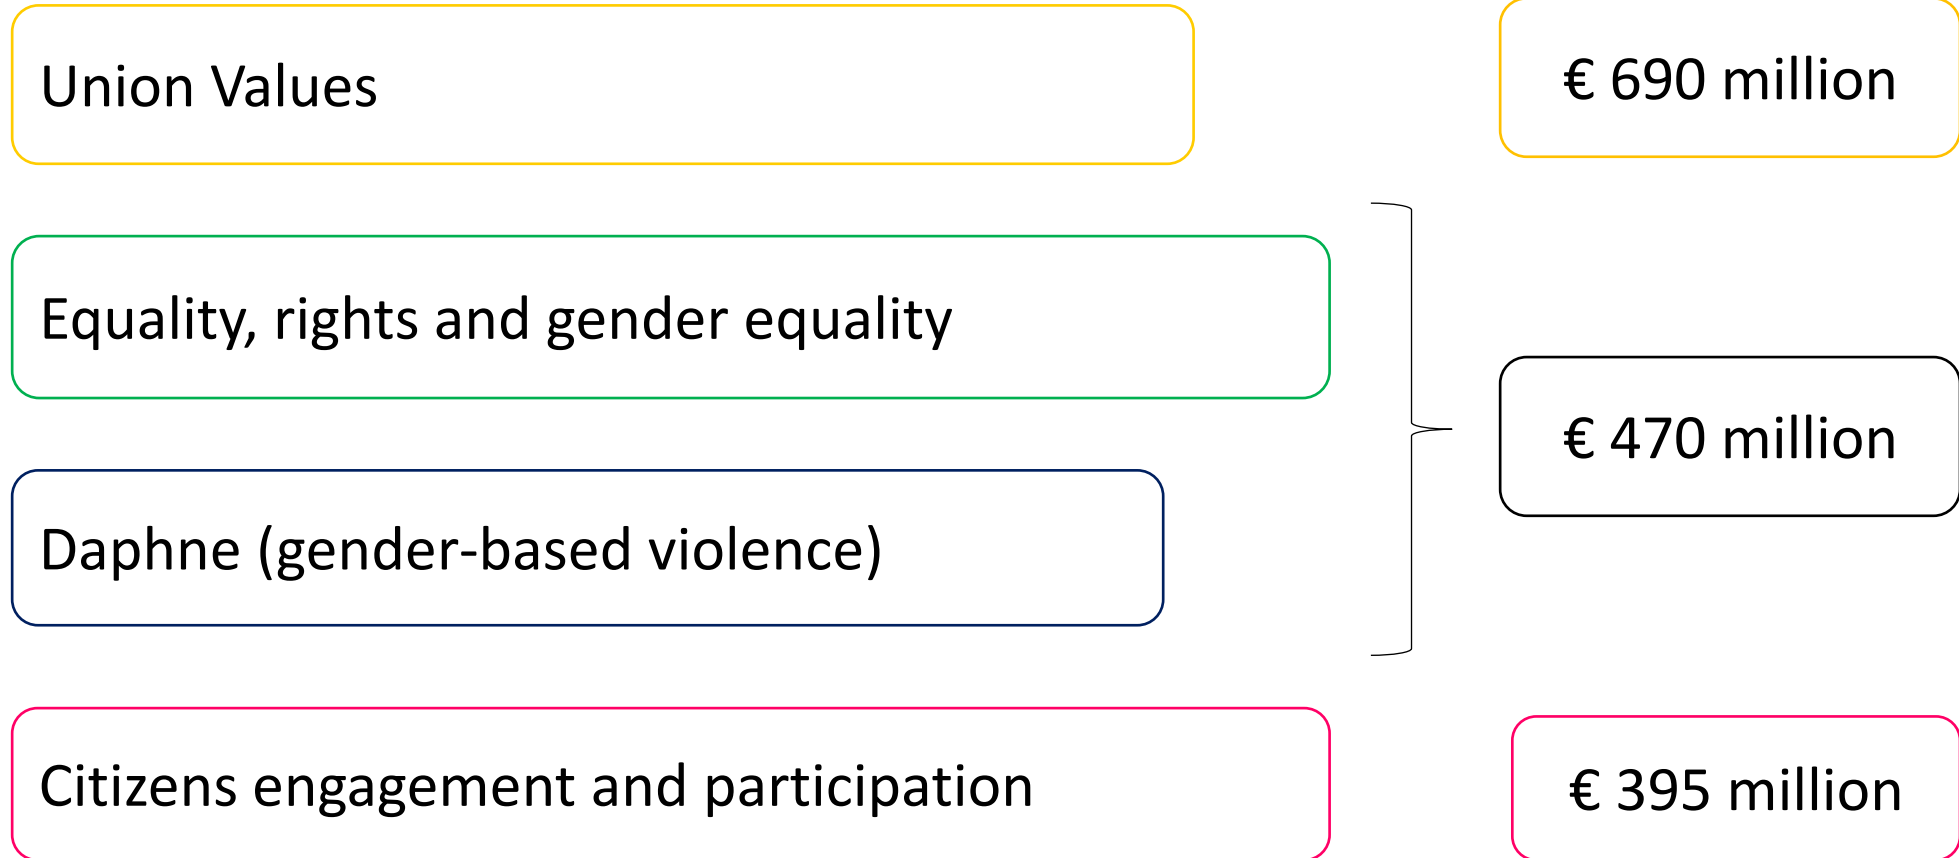 Union Values
€ 690 million
Equality, rights and gender equality
Daphne (gender-based violence)
€ 470 million
Citizens engagement and participation
€ 395 million